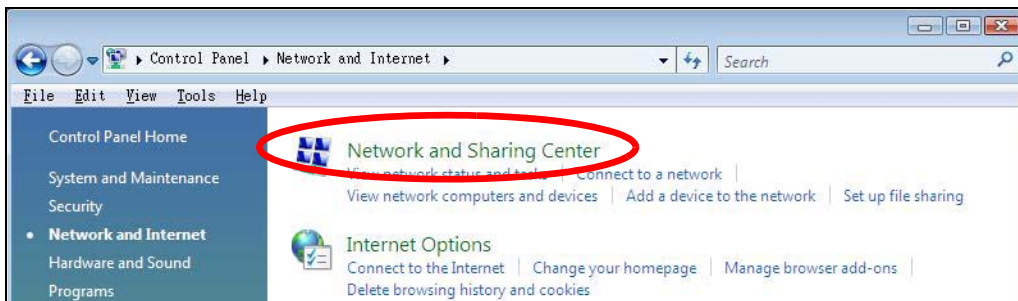 Control Panel Network and Internet Search
File Edit View Tools Help
Control Panel Home
System and Maintenance
Security
Network and Internet
Hardware and Sound
Programs
Network and Sharing Center
View network status and tasks Connect to a network
View network computers and devices Add a device to the network Set up file sharing
Internet Options
Connect to the Internet Change your homepage Manage browser add-ons
Delete browsing history and cookies